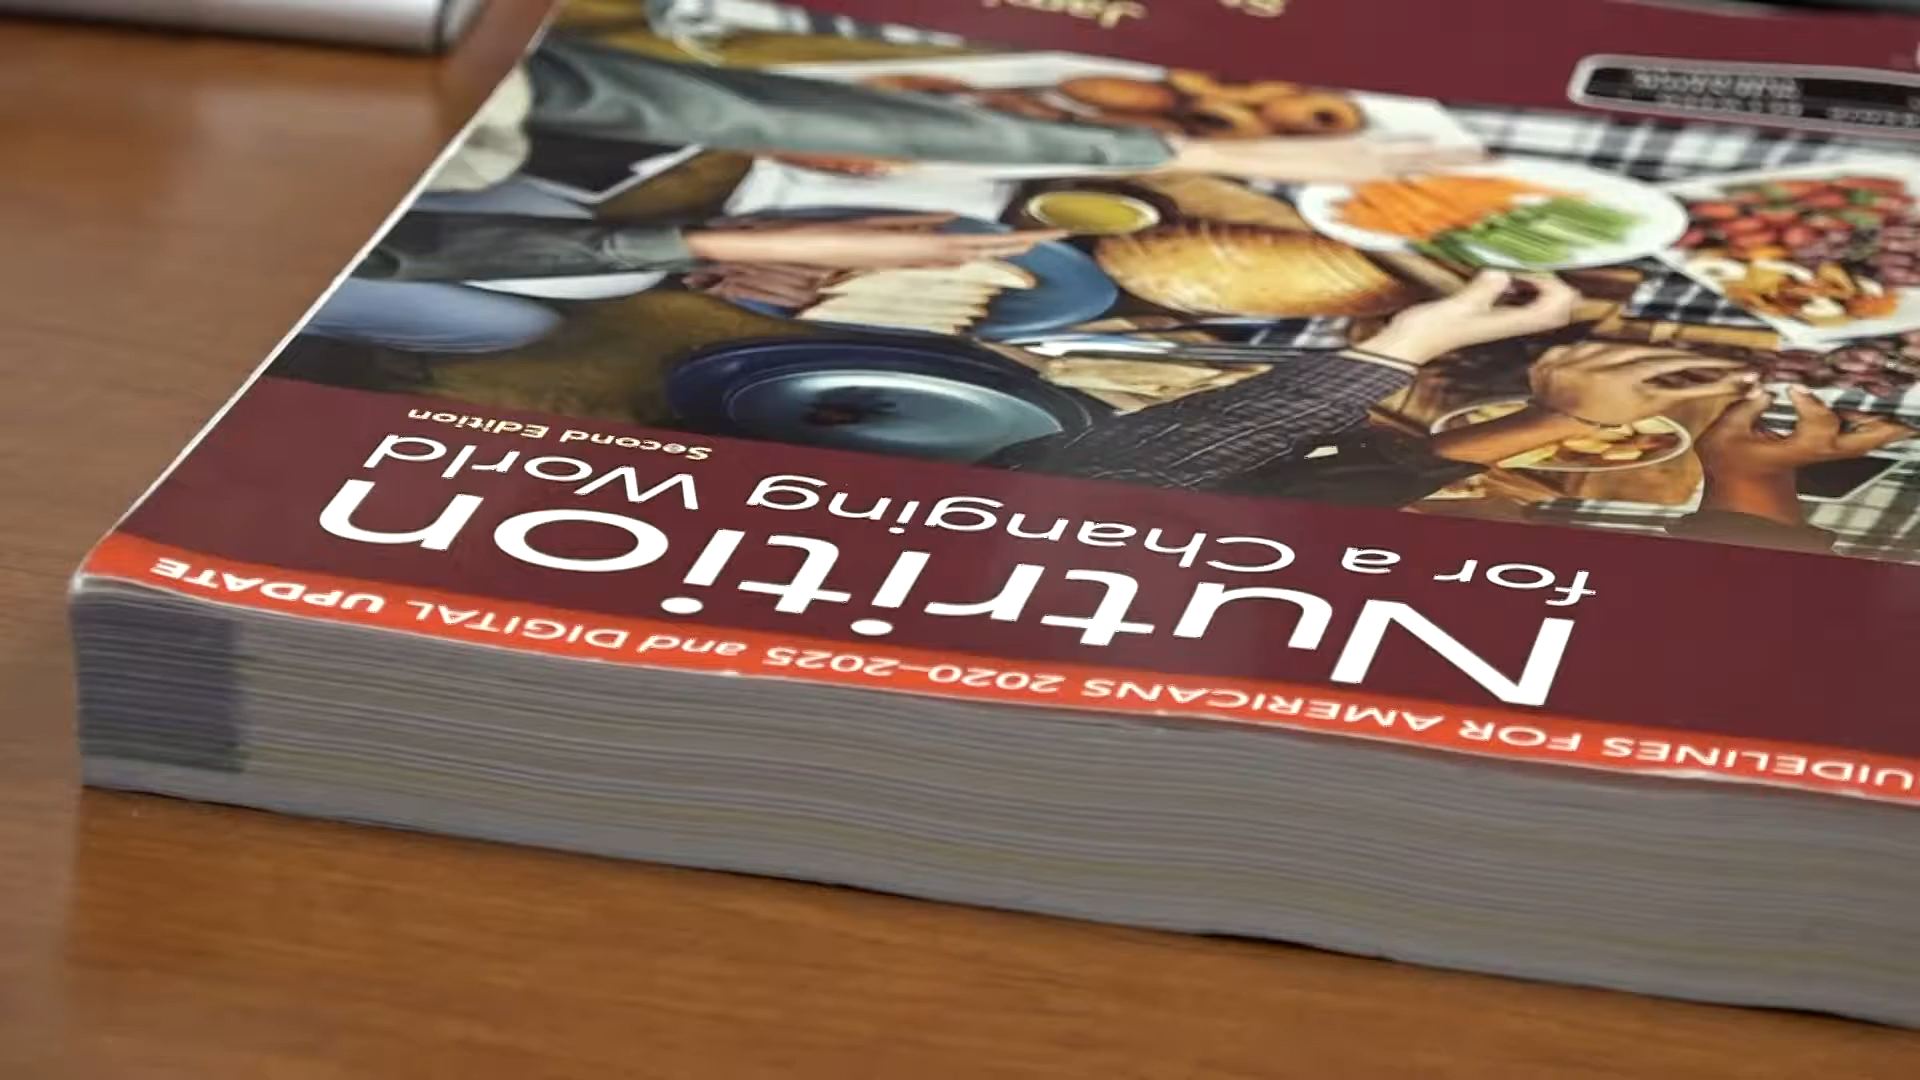 UIDELINES FOR AMERICANS 2020–2025 and DIGITAL UPDATE
Nutrition
for a Changing World
Second Edition